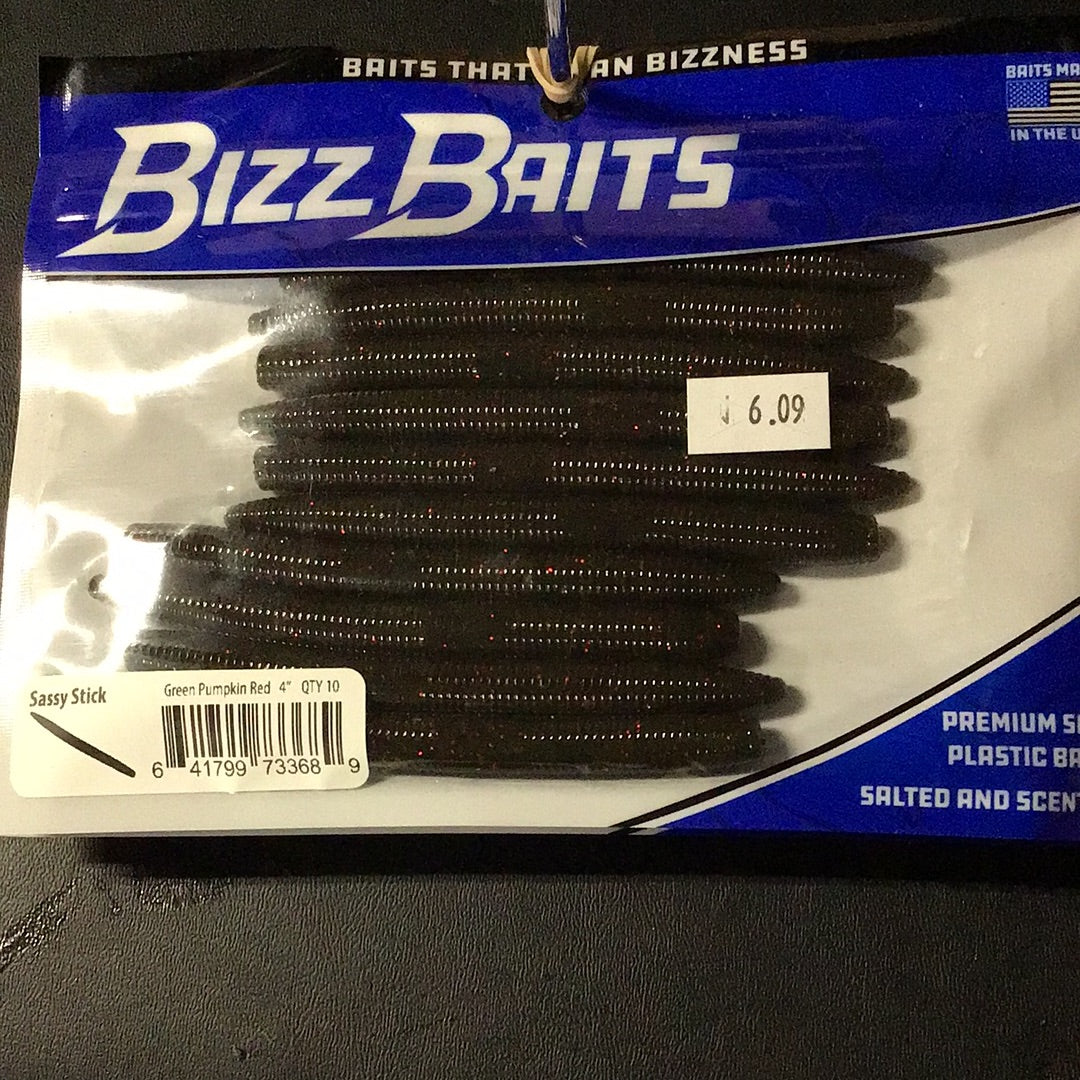 BAITS THAT AN BIZZNESS
BIZZ BAITS
BAITS MA
IN THE U
6.09
Sassy Stick
Green Pumpkin Red 4" QTY 10
6 41799 73368 9
PREMIUM S
PLASTIC BA
SALTED AND SCENT